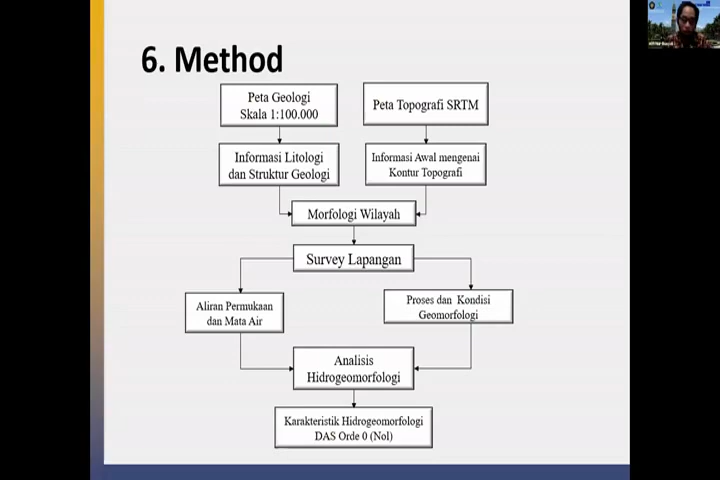 6. Method
Peta Geologi
Skala 1:100.000
Peta Topografi SRTM
Informasi Litologi
dan Struktur Geologi
Informasi Awal mengenai
Kontur Topografi
Morfologi Wilayah
Survey Lapangan
Aliran Permukaan
dan Mata Air
Proses dan Kondisi
Geomorfologi
Analisis
Hidrogeomorfologi
Karakteristik Hidrogeomorfologi
DAS Orde 0 (Nol)